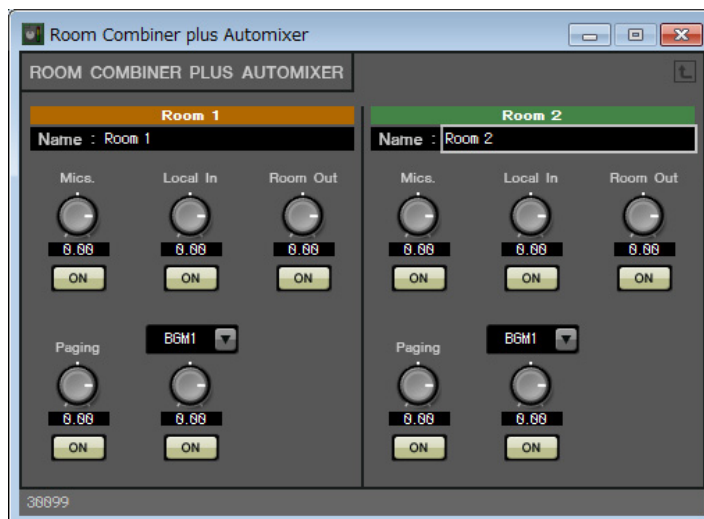 Room Combiner plus Automixer
ROOM COMBINER PLUS AUTOMIXER
Room 1
Name : Room 1
Mics. Local In Room Out
0.00 0.00 0.00
ON ON ON
Paging BGM1
0.00 0.00
ON ON
Room 2
Name : Room 2
Mics. Local In Room Out
0.00 0.00 0.00
ON ON ON
Paging BGM1
0.00 0.00
ON ON
30099